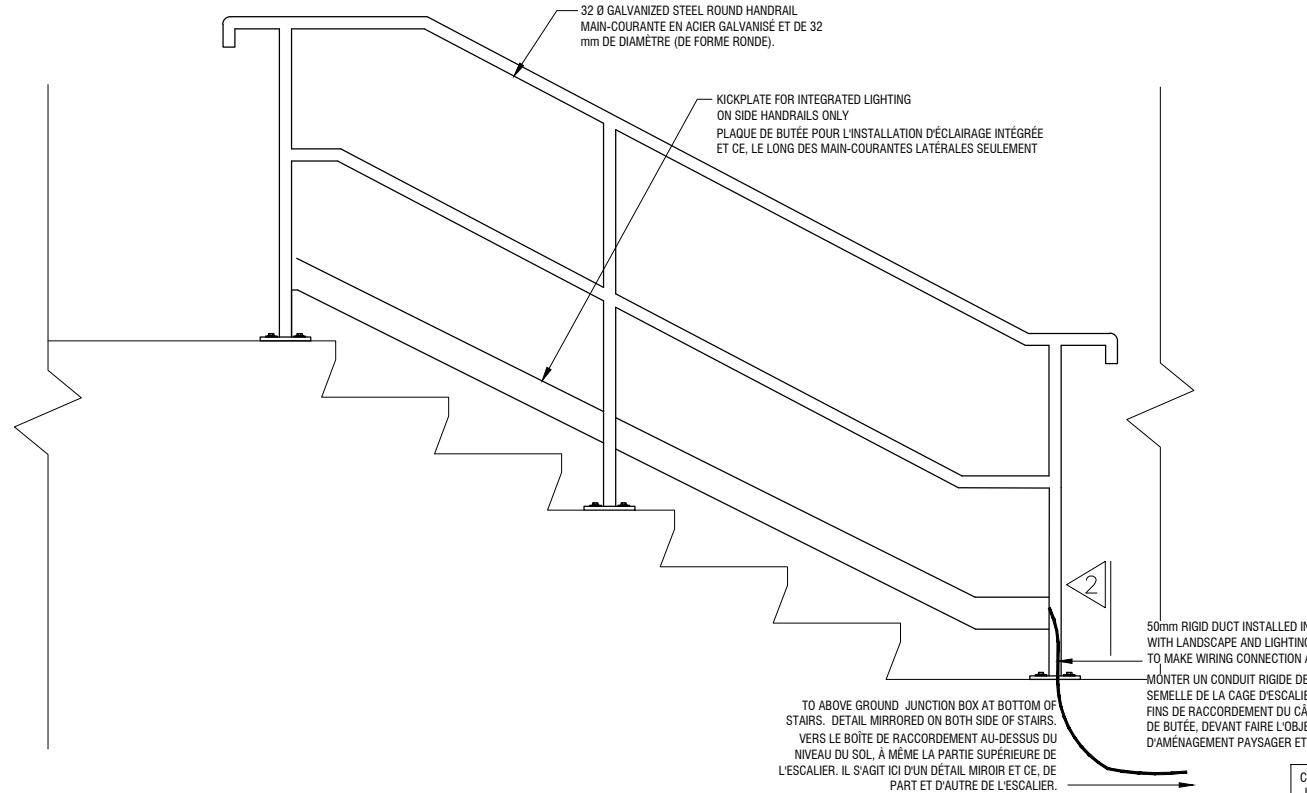 32 Ø GALVANIZED STEEL ROUND HANDRAIL
MAIN-COURANTE EN ACIER GALVANISÉ ET DE 32
mm DE DIAMÈTRE (DE FORME RONDE).
KICKPLATE FOR INTEGRATED LIGHTING
ON SIDE HANDRAILS ONLY
PLAQUE DE BUTÉE POUR L'INSTALLATION D'ÉCLAIRAGE INTÉGRÉE
ET CE, LE LONG DES MAIN-COURANTES LATÉRALES SEULEMENT
2
50mm RIGID DUCT INSTALLED IN
WITH LANDSCAPE AND LIGHTING
TO MAKE WIRING CONNECTION A
MONTER UN CONDUIT RIGIDE DE
SEMELLE DE LA CAGE D'ESCALIE
FINS DE RACCORDEMENT DU CÂ
DE BUTÉE, DEVANT FAIRE L'OBJE
D'AMÉNAGEMENT PAYSAGER ET
TO ABOVE GROUND JUNCTION BOX AT BOTTOM OF
STAIRS. DETAIL MIRRORED ON BOTH SIDE OF STAIRS.
VERS LE BOÎTE DE RACCORDEMENT AU-DESSUS DU
NIVEAU DU SOL, À MÊME LA PARTIE SUPÉRIEURE DE
L'ESCALIER. IL S'AGIT ICI D'UN DÉTAIL MIROIR ET CE, DE
PART ET D'AUTRE DE L'ESCALIER.
C